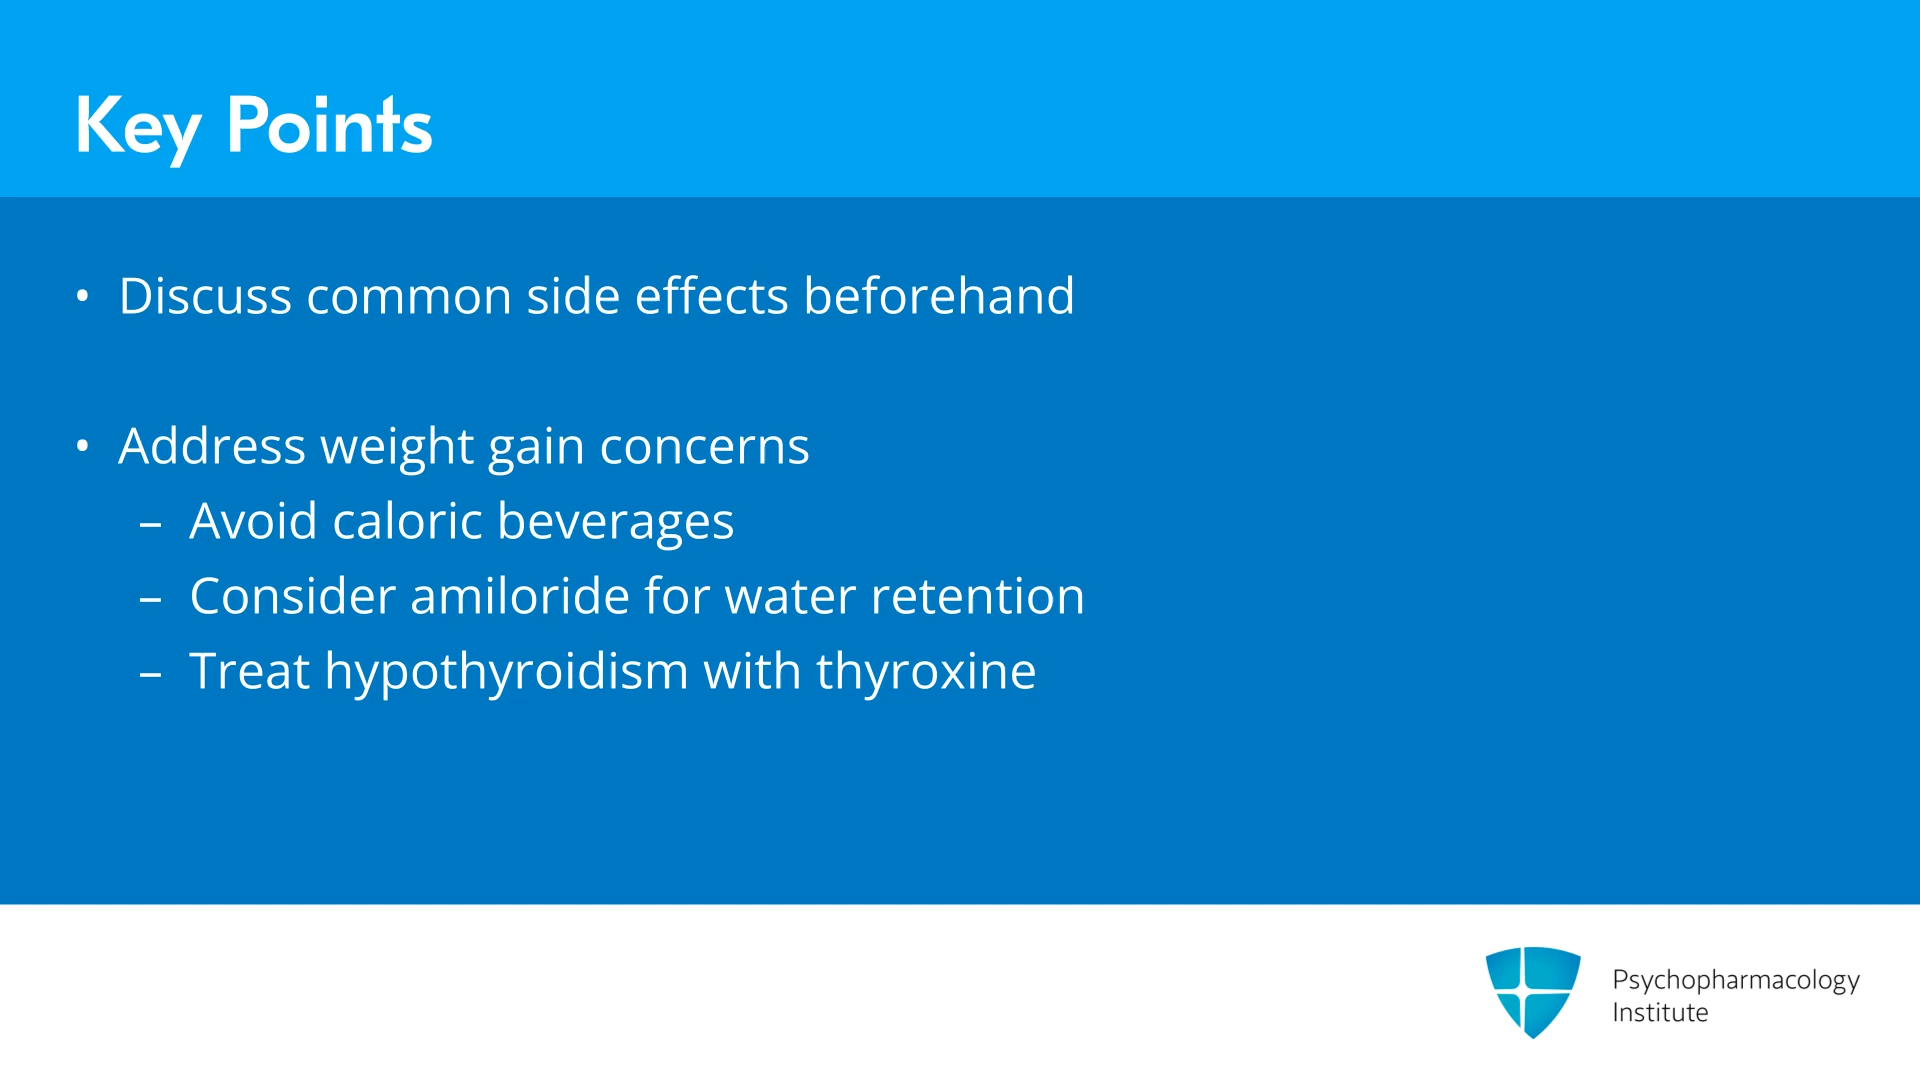 Key Points
• Discuss common side effects beforehand
• Address weight gain concerns
– Avoid caloric beverages
– Consider amiloride for water retention
– Treat hypothyroidism with thyroxine
Psychopharmacology
Institute